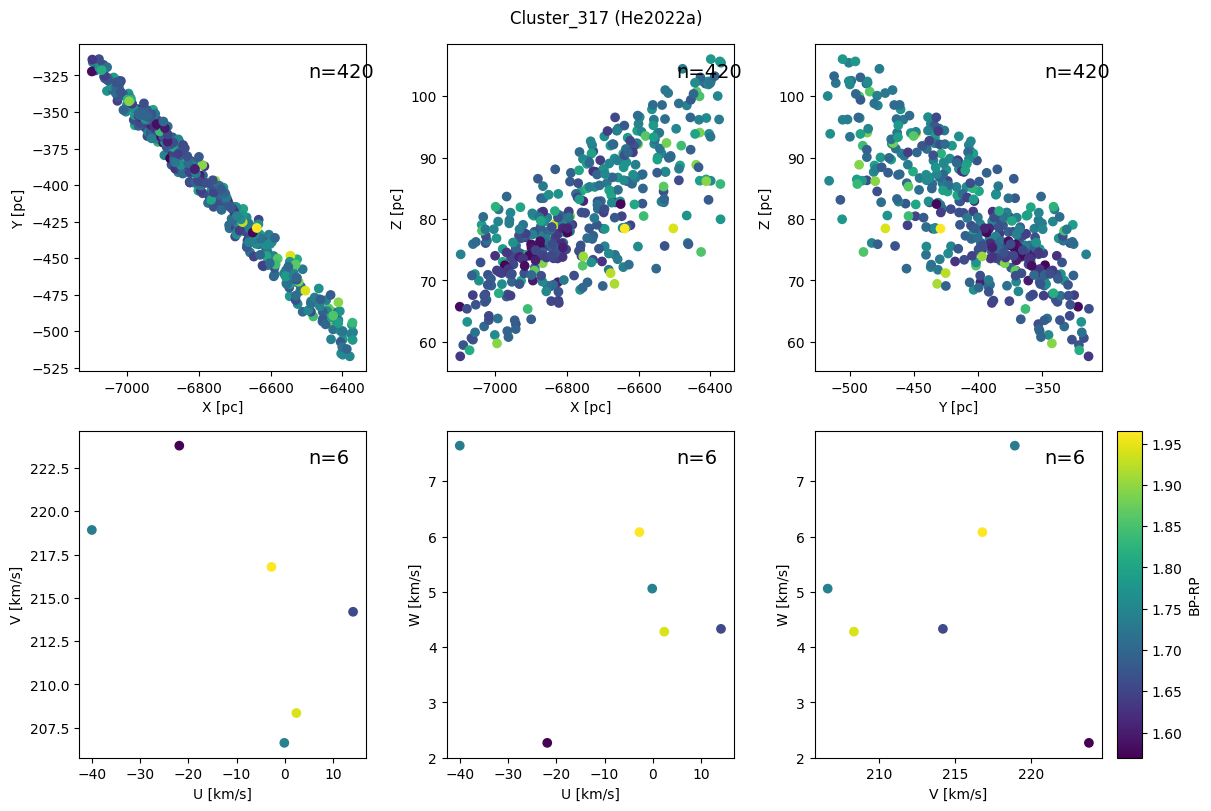 Cluster_317 (He2022a)
n=420
n=420
n=420
−325
−350
−375
−400
−425
−450
−475
−500
−525
Y [pc]
−7000 −6800 −6600 −6400
X [pc]
100
90
80
70
60
Z [pc]
−7000 −6800 −6600 −6400
X [pc]
100
90
80
70
60
Z [pc]
−500 −450 −400 −350
Y [pc]
n=6
n=6
n=6
222.5
220.0
217.5
215.0
212.5
210.0
207.5
V [km/s]
−40 −30 −20 −10 0 10
U [km/s]
7
6
5
4
3
2
W [km/s]
−40 −30 −20 −10 0 10
U [km/s]
7
6
5
4
3
2
W [km/s]
210 215 220
V [km/s]
1.95
1.90
1.85
1.80
1.75
1.70
1.65
1.60
BP-RP